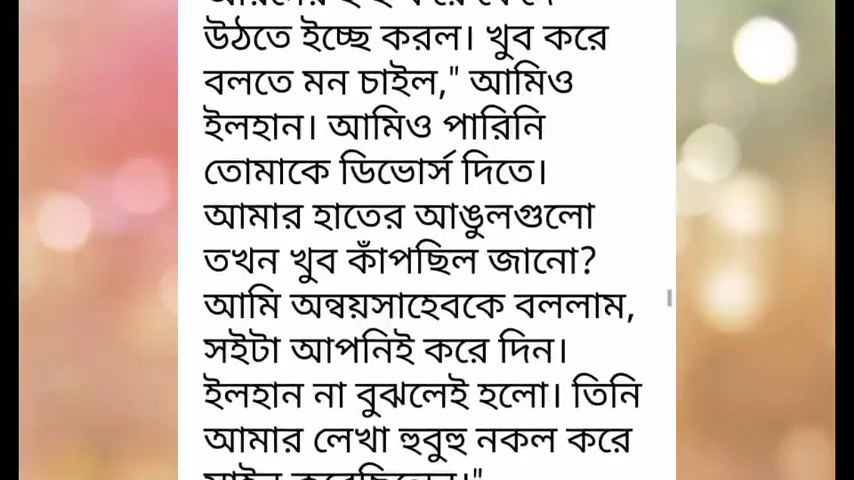 উঠতে ইচ্ছে করল। খুব করে
বলতে মন চাইল," আমিও
ইলহান। আমিও পারিনি
তোমাকে ডিভোর্স দিতে।
আমার হাতের আঙুলগুলো
তখন খুব কাঁপছিল জানো?
আমি অন্বয়সাহেবকে বললাম,
সইটা আপনিই করে দিন।
ইলহান না বুঝলেই হলো। তিনি
আমার লেখা হুবুহু নকল করে